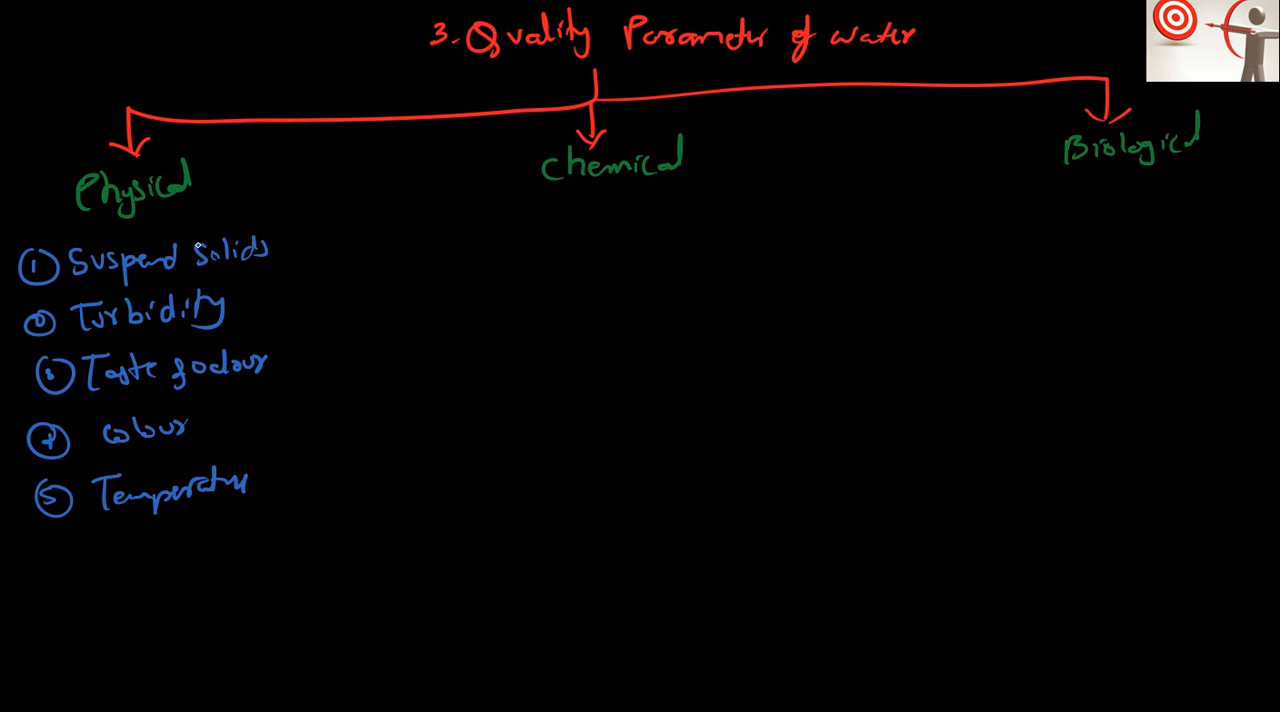 3. Quality Parameter of water
Physical
Chemical
Biological
① Suspend Solids
② Turbidity
③ Taste & odour
④ Colour
⑤ Temperature